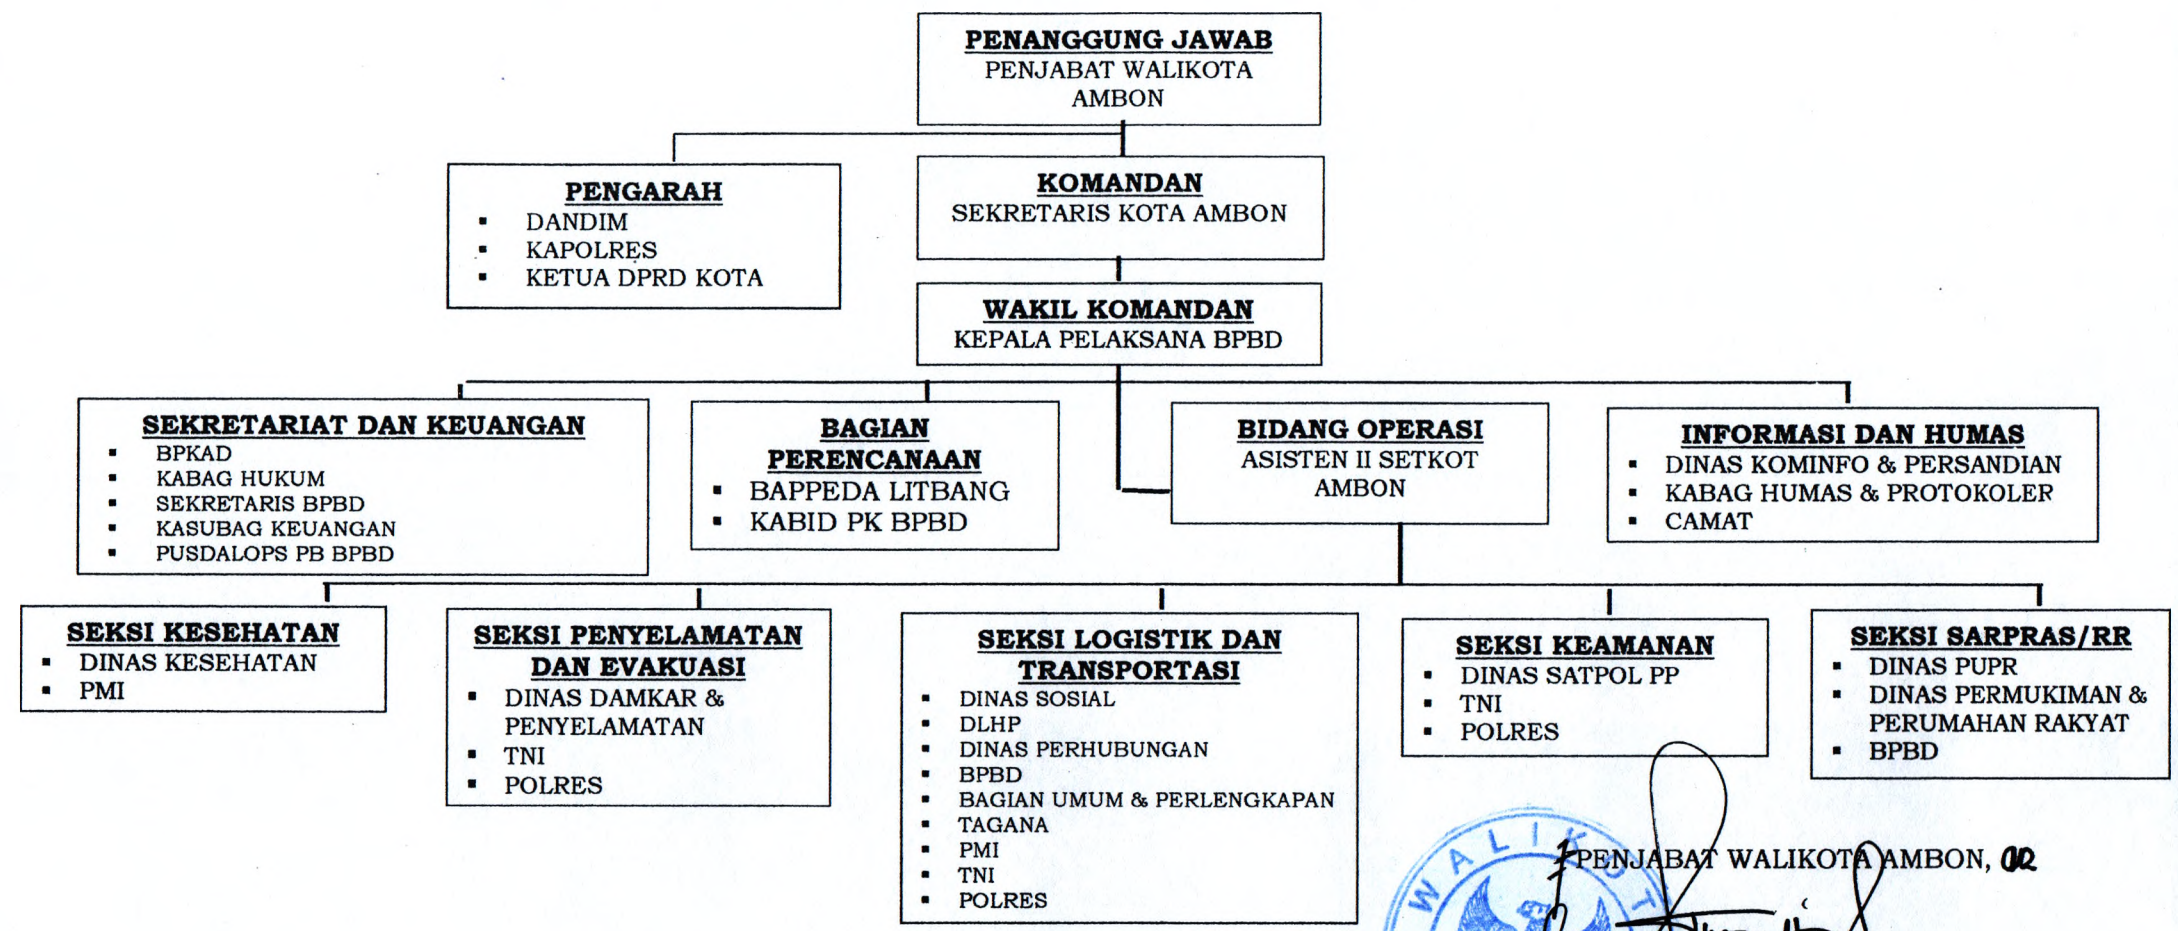 PENANGGUNG JAWAB
PENJABAT WALIKOTA
AMBON
PENGARAH
▪ DANDIM
▪ KAPOLRES
▪ KETUA DPRD KOTA
KOMANDAN
SEKRETARIS KOTA AMBON
WAKIL KOMANDAN
KEPALA PELAKSANA BPBD
SEKRETARIAT DAN KEUANGAN
▪ BPKAD
▪ KABAG HUKUM
▪ SEKRETARIS BPBD
▪ KASUBAG KEUANGAN
▪ PUSDALOPS PB BPBD
BAGIAN
PERENCANAAN
▪ BAPPEDA LITBANG
▪ KABID PK BPBD
BIDANG OPERASI
ASISTEN II SETKOT
AMBON
INFORMASI DAN HUMAS
▪ DINAS KOMINFO & PERSANDIAN
▪ KABAG HUMAS & PROTOKOLER
▪ CAMAT
SEKSI KESEHATAN
▪ DINAS KESEHATAN
▪ PMI
SEKSI PENYELAMATAN
DAN EVAKUASI
▪ DINAS DAMKAR &
PENYELAMATAN
▪ TNI
▪ POLRES
SEKSI LOGISTIK DAN
TRANSPORTASI
▪ DINAS SOSIAL
▪ DLHP
▪ DINAS PERHUBUNGAN
▪ BPBD
▪ BAGIAN UMUM & PERLENGKAPAN
▪ TAGANA
▪ PMI
▪ TNI
▪ POLRES
SEKSI KEAMANAN
▪ DINAS SATPOL PP
▪ TNI
▪ POLRES
SEKSI SARPRAS/RR
▪ DINAS PUPR
▪ DINAS PERMUKIMAN &
PERUMAHAN RAKYAT
▪ BPBD
PENJABAT WALIKOTA AMBON,
WALIKOT